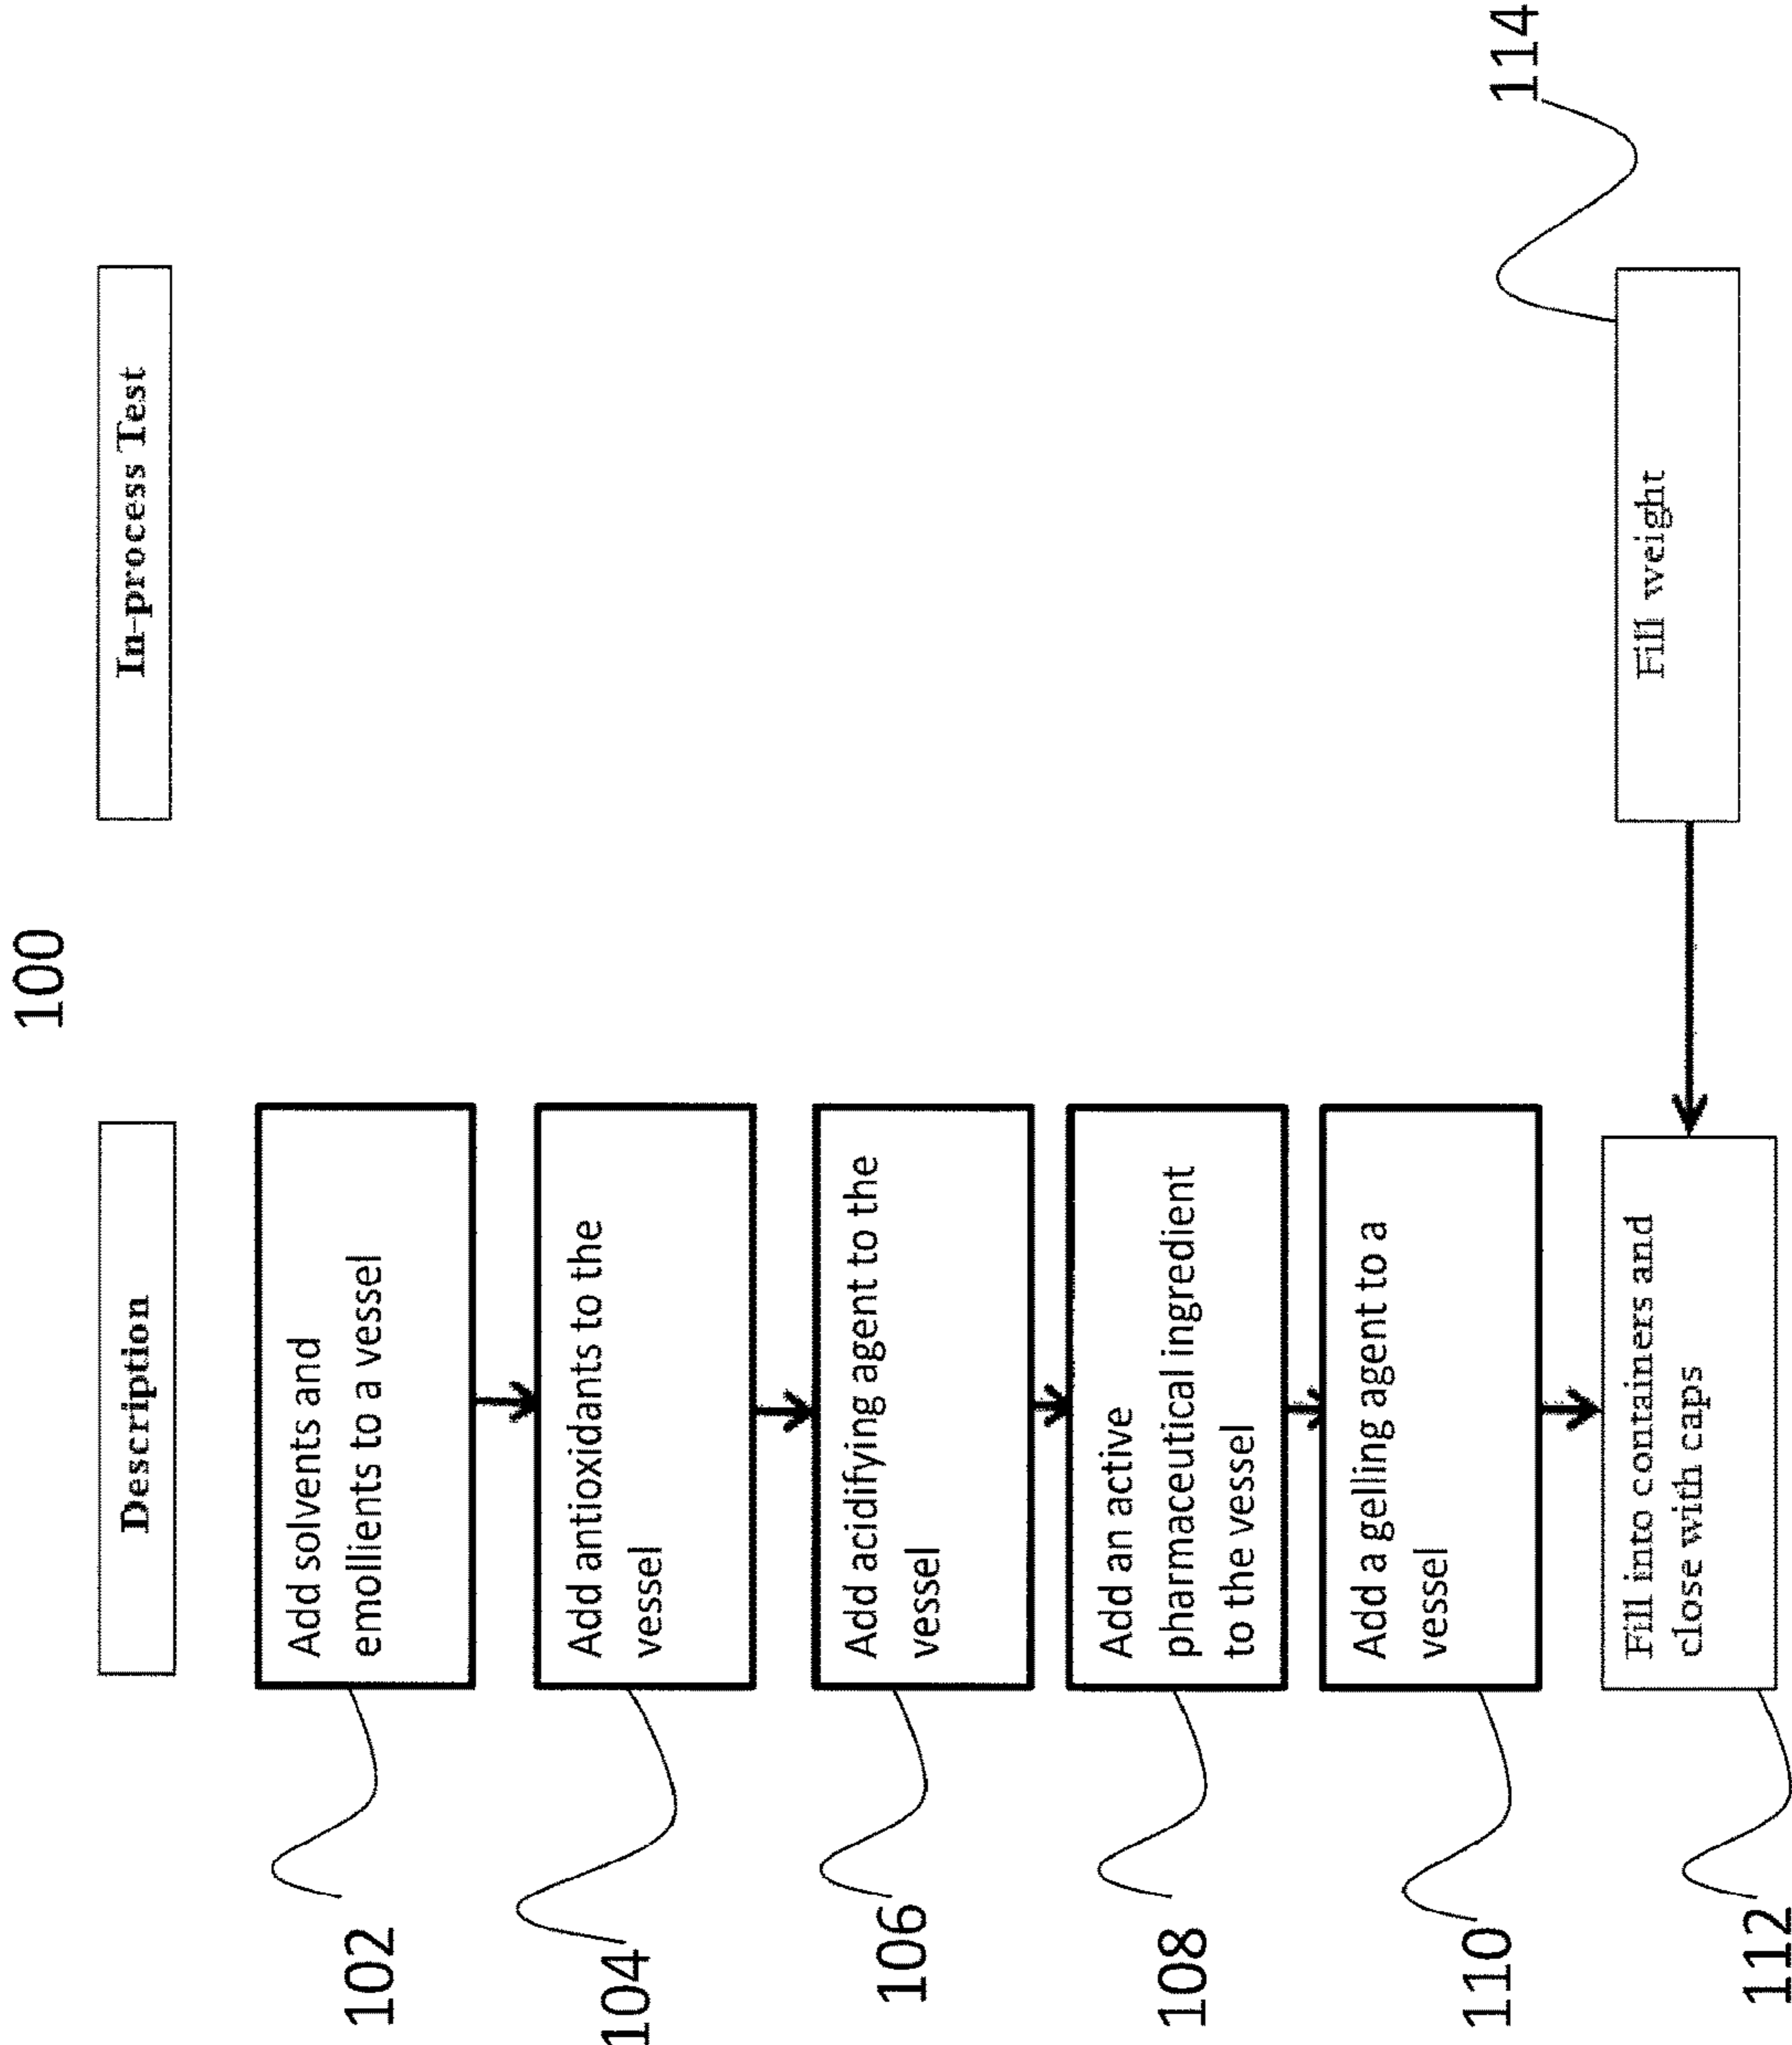 100
Description
In-process Test
102
Add solvents and
emollients to a vessel
104
Add antioxidants to the
vessel
106
Add acidifying agent to the
vessel
108
Add an active
pharmaceutical ingredient
to the vessel
110
Add a gelling agent to a
vessel
112
Fill into containers and
close with caps
Fill weight
114